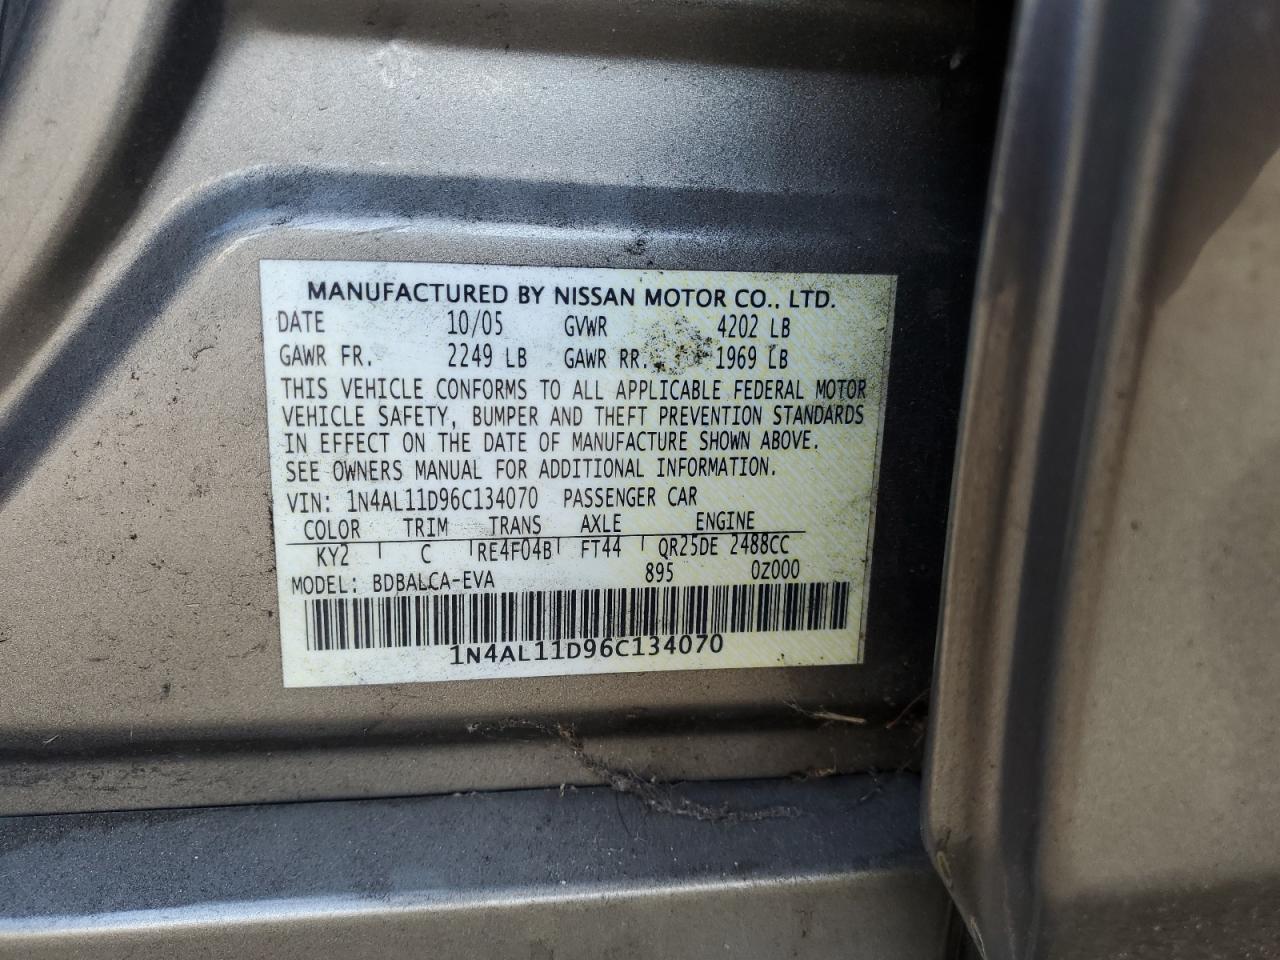 MANUFACTURED BY NISSAN MOTOR CO., LTD.
DATE 10/05 GVWR 4202 LB
GAWR FR. 2249 LB GAWR RR. 1969 LB
THIS VEHICLE CONFORMS TO ALL APPLICABLE FEDERAL MOTOR
VEHICLE SAFETY, BUMPER AND THEFT PREVENTION STANDARDS
IN EFFECT ON THE DATE OF MANUFACTURE SHOWN ABOVE.
SEE OWNERS MANUAL FOR ADDITIONAL INFORMATION.
VIN: 1N4AL11D96C134070 PASSENGER CAR
COLOR TRIM TRANS AXLE ENGINE
KY2 C RE4F04B FT44 QR25DE 2488CC
MODEL: BDBALCA-EVA 895 0Z000
1N4AL11D96C134070